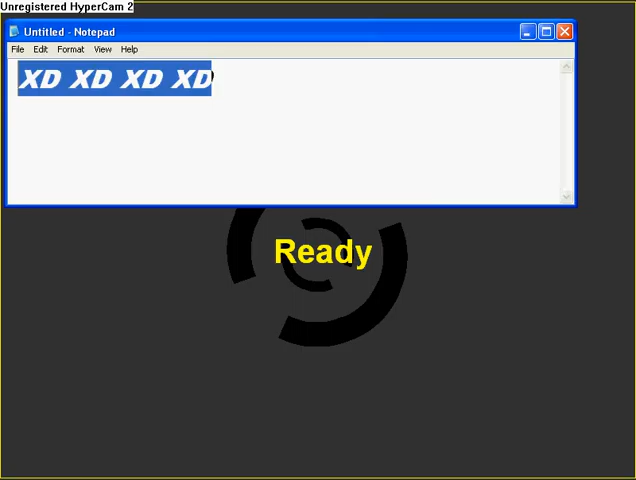 Unregistered HyperCam 2
Untitled - Notepad
File Edit Format View Help
XD XD XD XD
Ready